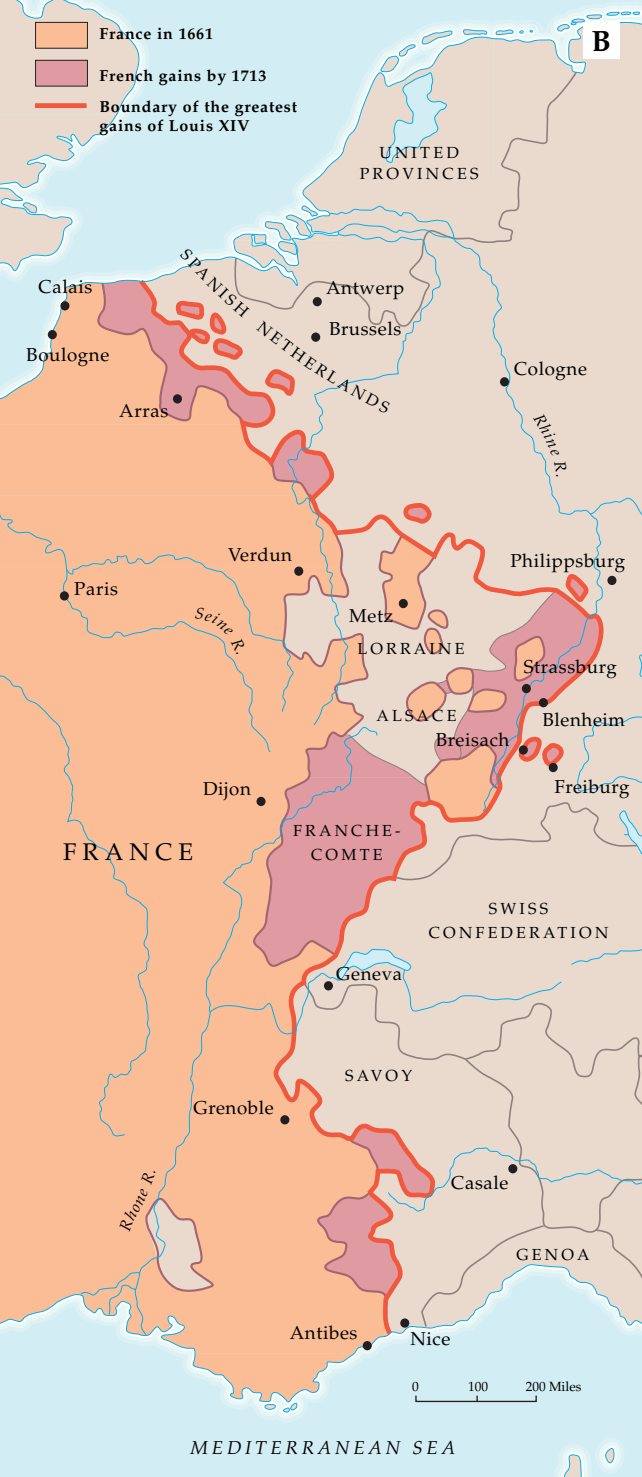 France in 1661
French gains by 1713
Boundary of the greatest
gains of Louis XIV
B
UNITED
PROVINCES
SPANISH NETHERLANDS
Calais
Boulogne
Antwerp
Brussels
Cologne
Arras
Rhine R.
Verdun
Philippsburg
Paris
Metz
Seine R.
LORRAINE
Strassburg
ALSACE
Blenheim
Breisach
Dijon
Freiburg
FRANCHE-
COMTE
FRANCE
SWISS
CONFEDERATION
Geneva
SAVOY
Grenoble
Casale
Rhone R.
GENOA
Antibes
Nice
0 100 200 Miles
MEDITERRANEAN SEA